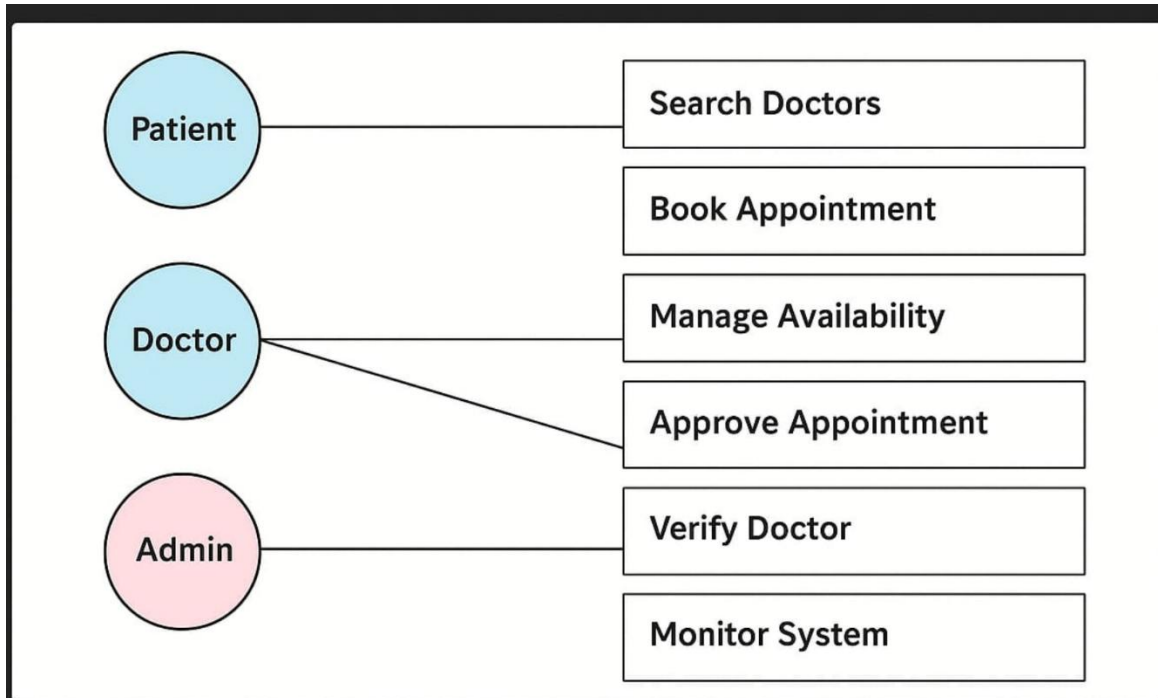 Patient
Search Doctors
Book Appointment
Doctor
Manage Availability
Approve Appointment
Admin
Verify Doctor
Monitor System